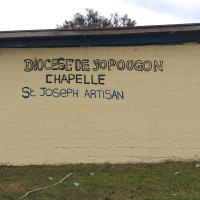 DIOCESE DE YOPOUGON
CHAPELLE
St JOSEPH ARTISAN